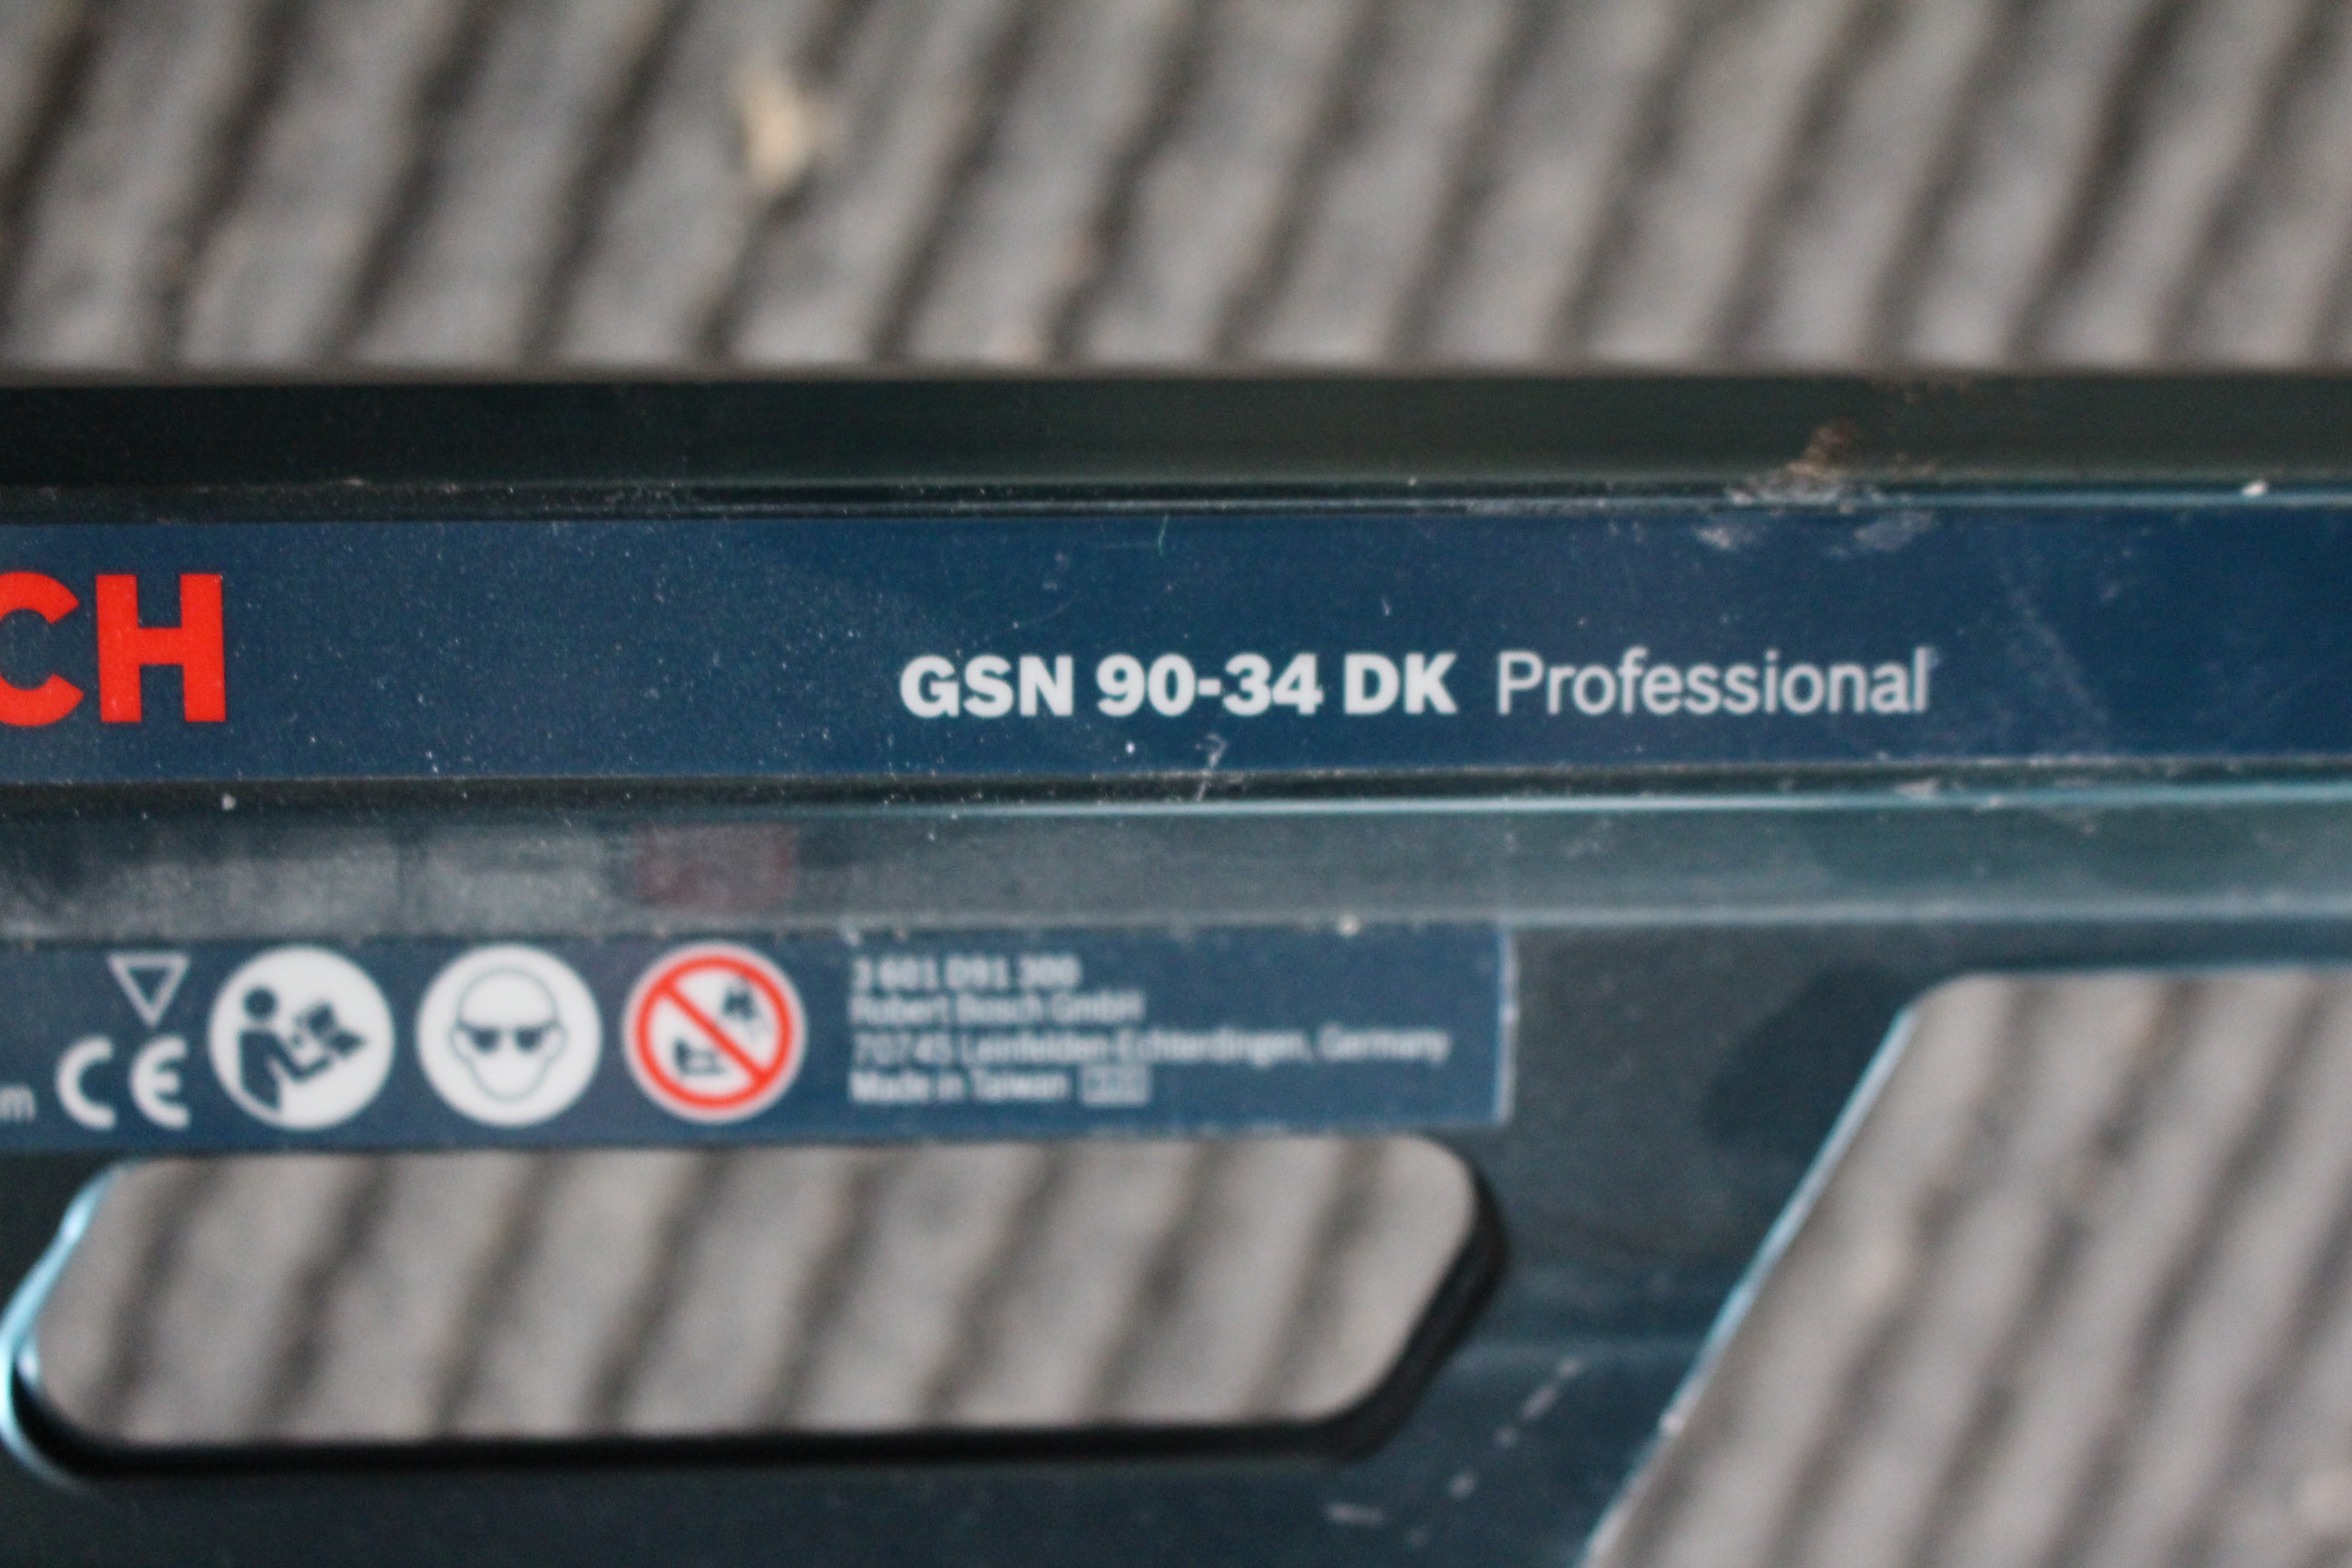 CH
GSN 90-34 DK Professional
m CE
3 601 D91 300
Robert Bosch GmbH
70745 Leinfelden-Echterdingen, Germany
Made in Taiwan